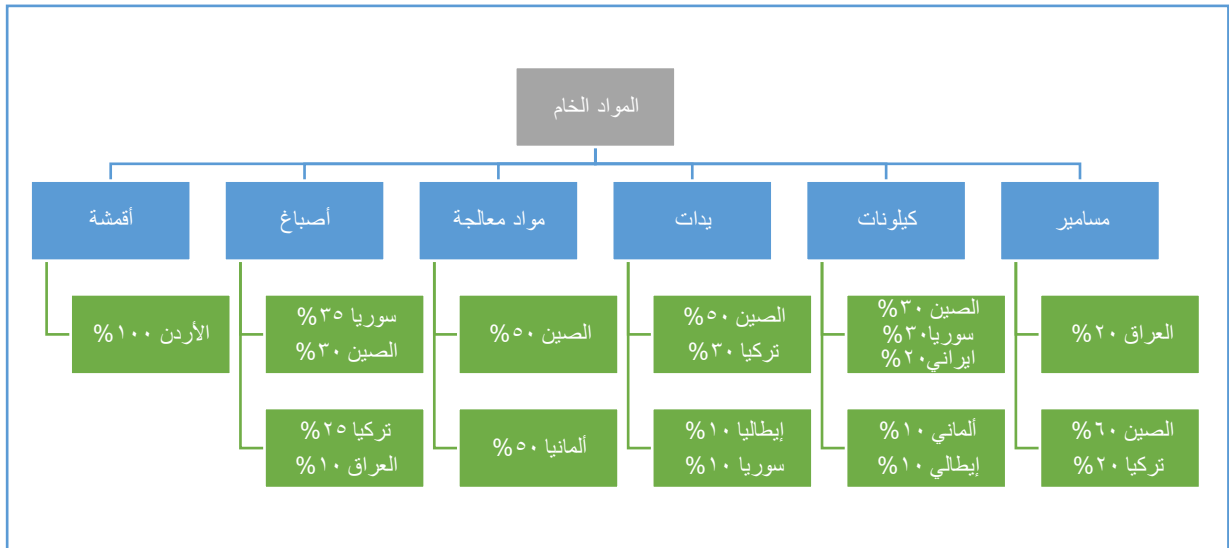 المواد الخام
مسامير
كيلونات
يدات
مواد معالجة
أصباغ
أقمشة
العراق ٢٠%
الصين ٦٠%
تركيا ٢٠%
الصين ٣٠%
سوريا٣٠%
ايراني٢٠%
ألماني ١٠%
إيطالي ١٠%
الصين ٥٠%
تركيا ٣٠%
إيطاليا ١٠%
سوريا ١٠%
الصين ٥٠%
ألمانيا ٥٠%
سوريا ٣٥%
الصين ٣٠%
تركيا ٢٥%
العراق ١٠%
الأردن ١٠٠%